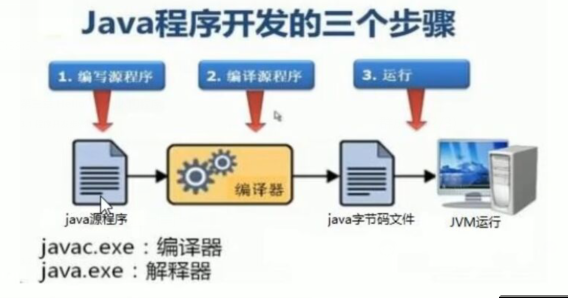 Java程序开发的三个步骤
1. 编写源程序
2. 编译源程序
3. 运行
编译器
java源程序
java字节码文件
JVM运行
javac.exe：编译器
java.exe：解释器